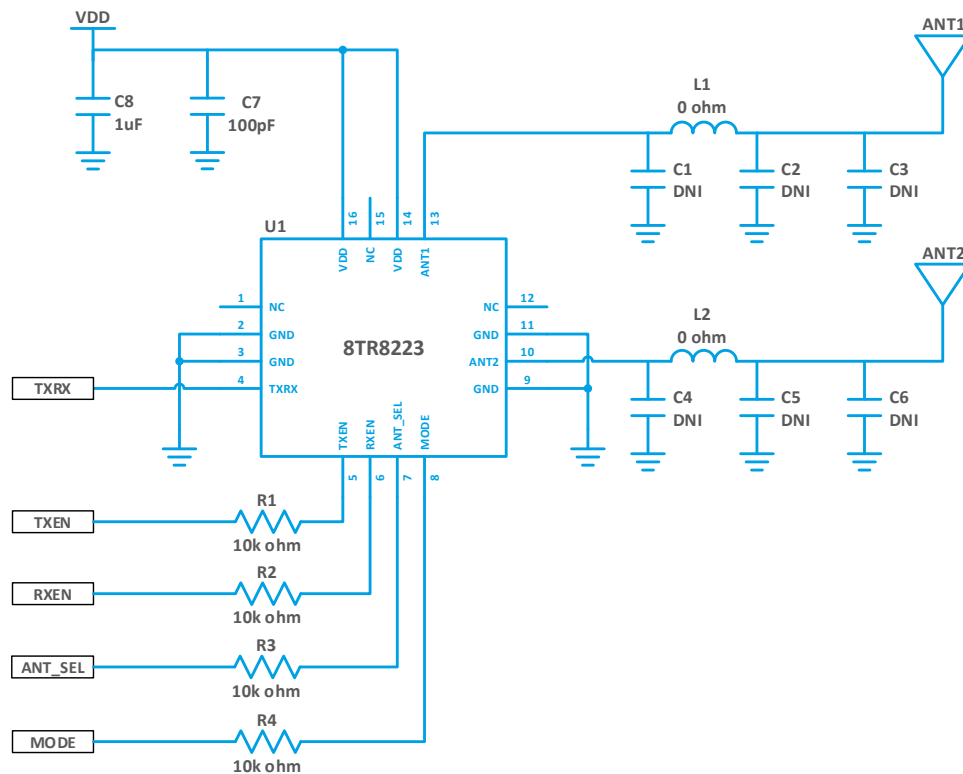 VDD
ANT1
C8
1uF
C7
100pF
L1
0 ohm
C1
DNI
C2
DNI
C3
DNI
U1
16
15
14
13
VDD
NC
VDD
ANT1
ANT2
1
NC
NC
12
2
GND
GND
11
L2
0 ohm
8TR8223
3
GND
ANT2
10
TXRX
4
TXRX
GND
9
C4
DNI
C5
DNI
C6
DNI
TXEN
RXEN
ANT_SEL
MODE
5
6
7
8
R1
TXEN
10k ohm
R2
RXEN
10k ohm
R3
ANT_SEL
10k ohm
R4
MODE
10k ohm